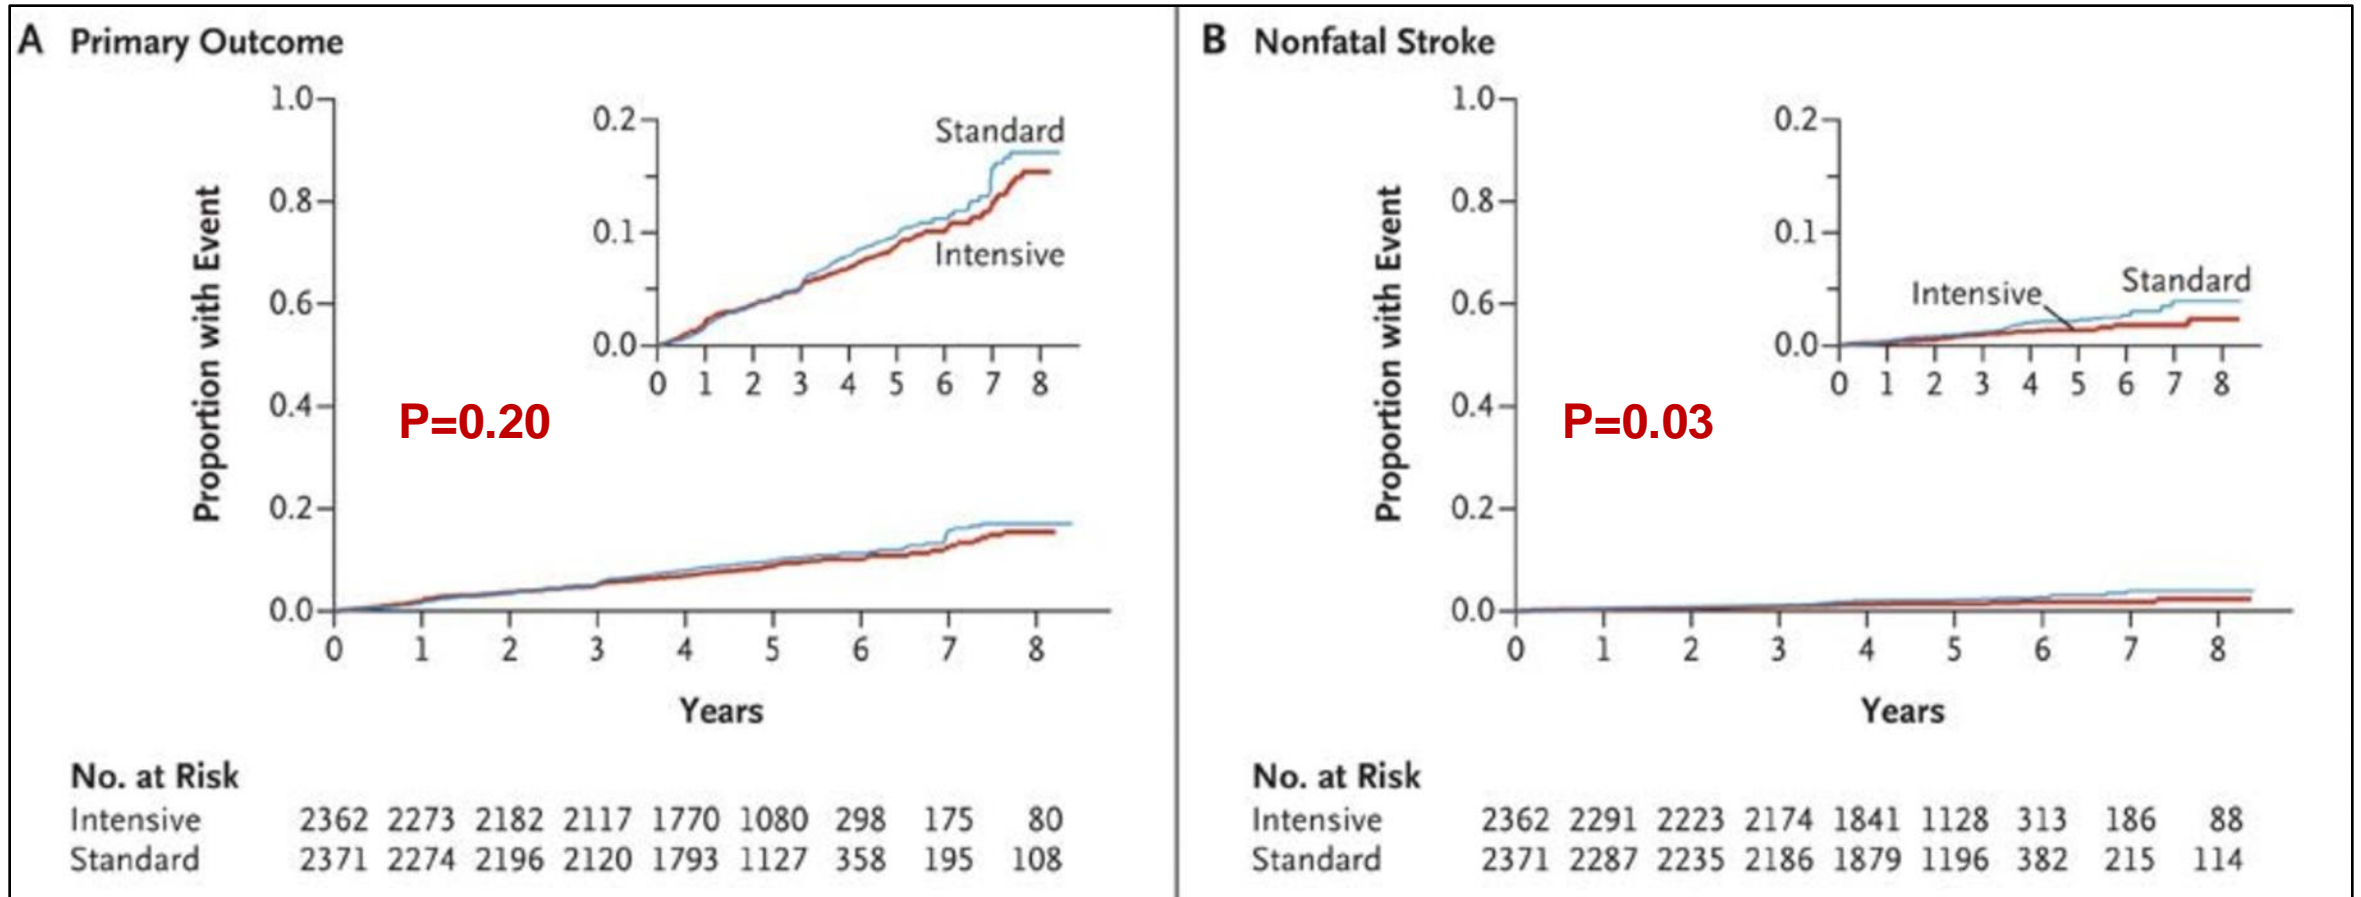 A Primary Outcome
1.0
0.8
0.6
0.4
0.2
0.0
Proportion with Event
0.2
0.1
0.0
Standard
Intensive
0 1 2 3 4 5 6 7 8
P=0.20
0 1 2 3 4 5 6 7 8
Years
No. at Risk
Intensive 2362 2273 2182 2117 1770 1080 298 175 80
Standard 2371 2274 2196 2120 1793 1127 358 195 108
B Nonfatal Stroke
1.0
0.8
0.6
0.4
0.2
0.0
Proportion with Event
0.2
0.1
0.0
Standard
Intensive
0 1 2 3 4 5 6 7 8
P=0.03
0 1 2 3 4 5 6 7 8
Years
No. at Risk
Intensive 2362 2291 2223 2174 1841 1128 313 186 88
Standard 2371 2287 2235 2186 1879 1196 382 215 114